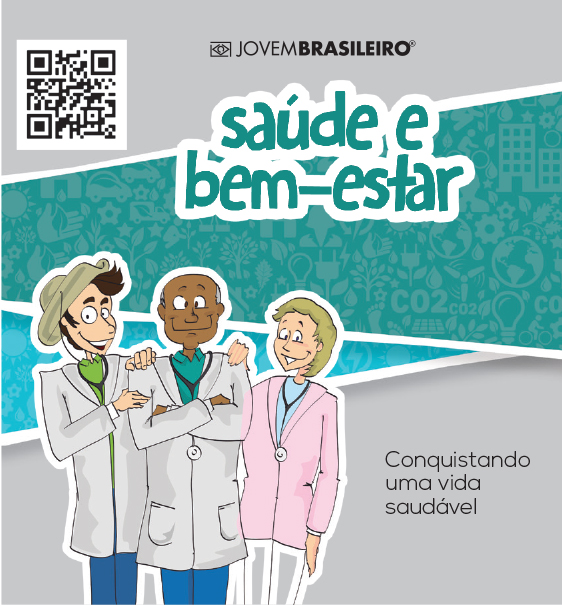 JOVEMBRASILEIRO®
saúde e
bem-estar
CO2 CO2
Conquistando
uma vida
saudável